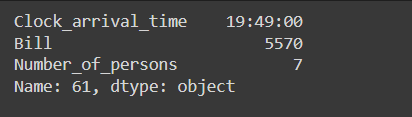 Clock_arrival_time    19:49:00
Bill                      5570
Number_of_persons            7
Name: 61, dtype: object